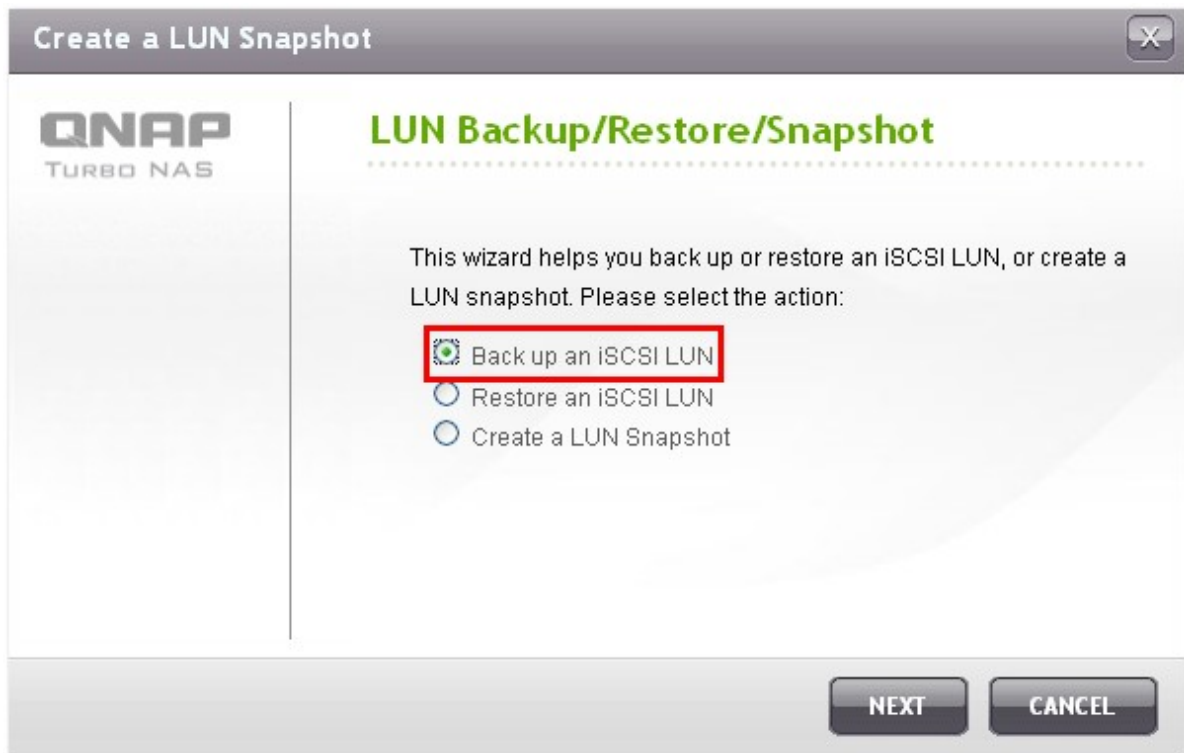 Create a LUN Snapshot
X
QNAP
TURBO NAS
LUN Backup/Restore/Snapshot
This wizard helps you back up or restore an iSCSI LUN, or create a
LUN snapshot. Please select the action:
Back up an iSCSI LUN
Restore an iSCSI LUN
Create a LUN Snapshot
NEXT
CANCEL